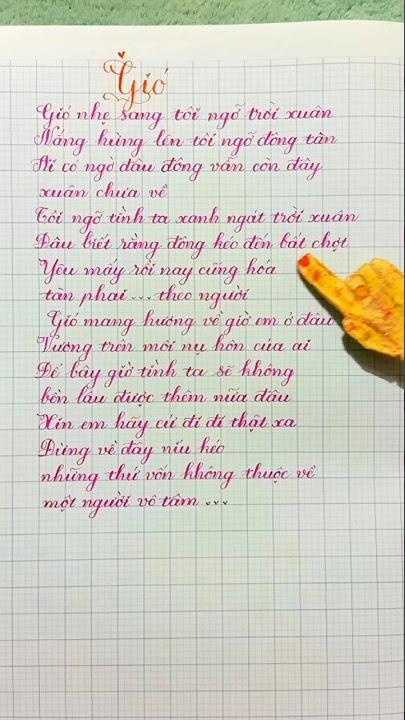 Gió
Gió nhẹ sang tôi ngỡ trời xuân
Nắng hừng lên tôi ngỡ đông tàn
Ai có ngờ đâu đông vẫn còn đây
xuân chưa về
Tôi ngỡ tình ta xanh ngát trời xuân
Đâu biết rằng đông kéo đến bất chợt
Yêu mấy rồi nay cũng hoá
tàn phai... theo người
Gió mang hương về giờ em ở đâu
Vương trên môi nụ hôn của ai
Để bây giờ tình ta sẽ không
bền lâu được thêm nữa đâu
Xin em hãy cứ đi đi thật xa
Đừng về đây níu kéo
những thứ vốn không thuộc về
một người vô tâm ...